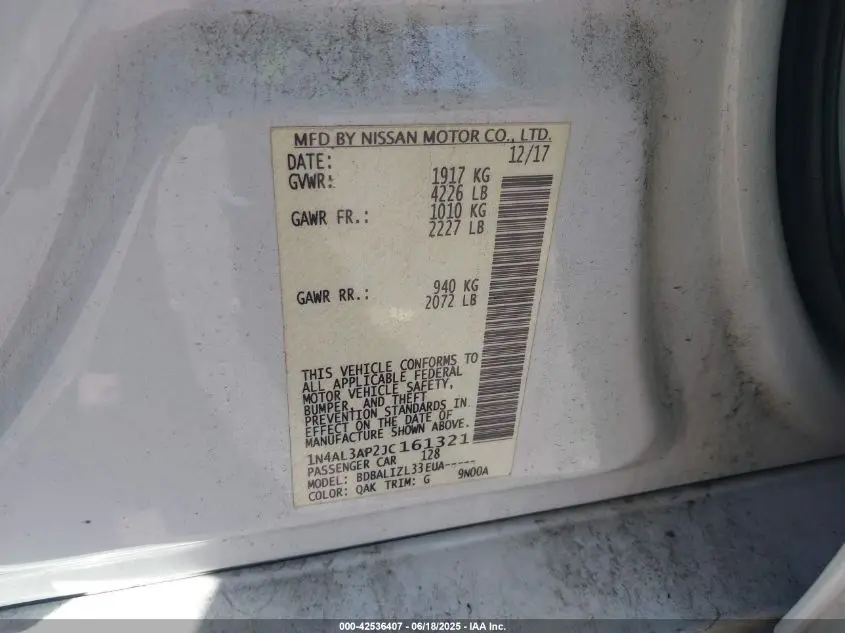 MFD BY NISSAN MOTOR CO., LTD.
DATE: 12/17
GVWR: 1917 KG
4226 LB
GAWR FR.: 1010 KG
2227 LB
GAWR RR.: 940 KG
2072 LB
THIS VEHICLE CONFORMS TO
ALL APPLICABLE FEDERAL
MOTOR VEHICLE SAFETY,
BUMPER, AND THEFT
PREVENTION STANDARDS IN
EFFECT ON THE DATE OF
MANUFACTURE SHOWN ABOVE.
1N4AL3AP2JC161321
PASSENGER CAR 128
MODEL: BDBALIZL33EUA-----
COLOR: QAK TRIM: G 9N00A
000-42536407 - 06/18/2025 - IAA Inc.